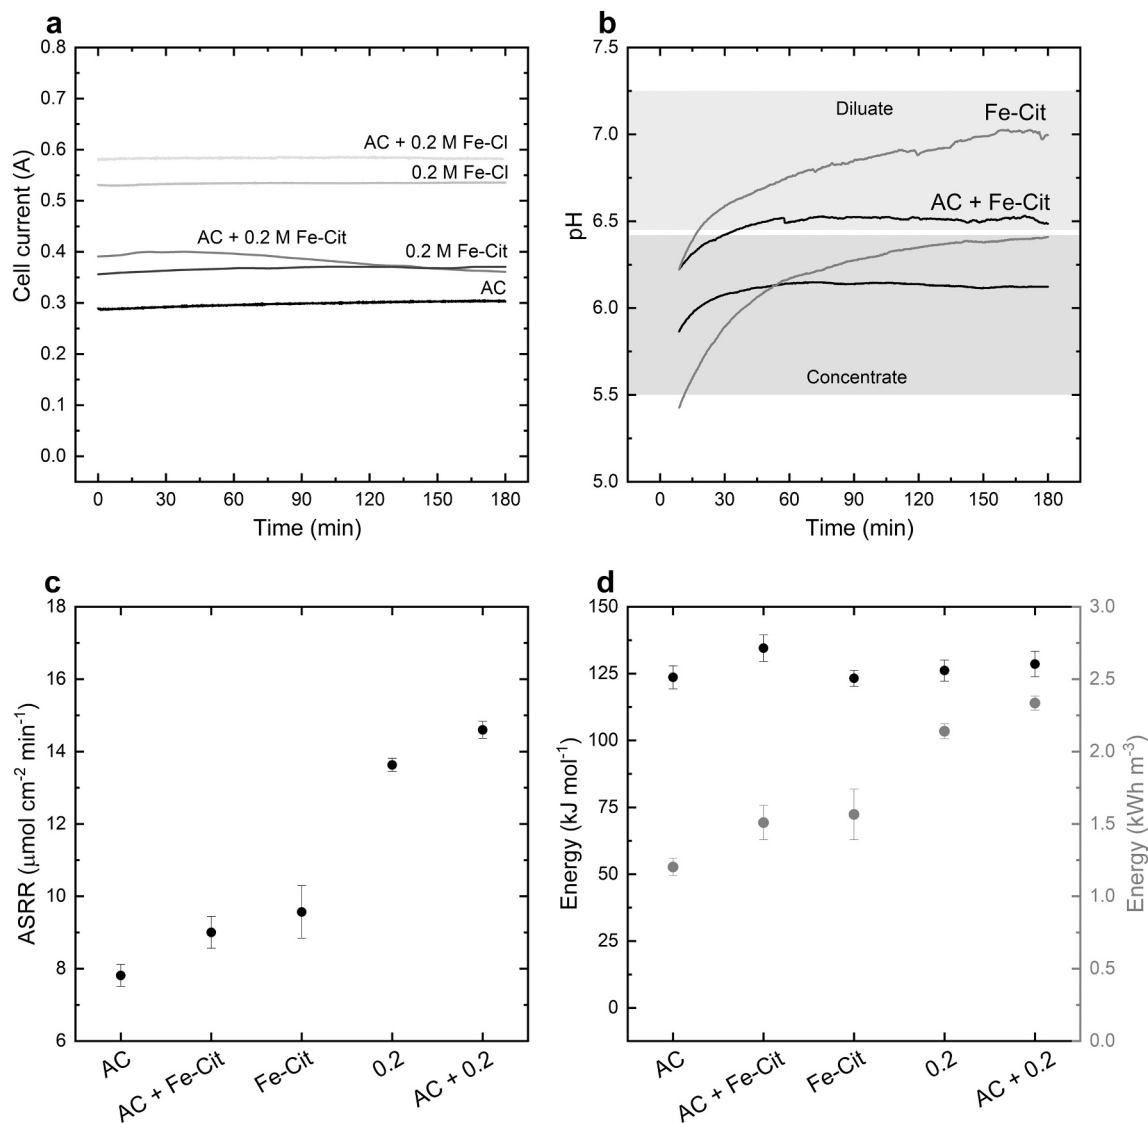 a
0.8
0.7
0.6
0.5
0.4
0.3
0.2
0.1
0.0
Cell current (A)
AC + 0.2 M Fe-Cl
0.2 M Fe-Cl
AC + 0.2 M Fe-Cit
0.2 M Fe-Cit
AC
0 30 60 90 120 150 180
Time (min)
b
7.5
7.0
6.5
6.0
5.5
5.0
pH
Diluate
Fe-Cit
AC + Fe-Cit
Concentrate
0 30 60 90 120 150 180
Time (min)
c
18
16
14
12
10
8
6
ASRR (μmol cm⁻² min⁻¹)
AC
AC + Fe-Cit
Fe-Cit
0.2
AC + 0.2
d
150
125
100
75
50
25
0
Energy (kJ mol⁻¹)
3.0
2.5
2.0
1.5
1.0
0.5
0.0
Energy (kWh m⁻³)
AC
AC + Fe-Cit
Fe-Cit
0.2
AC + 0.2